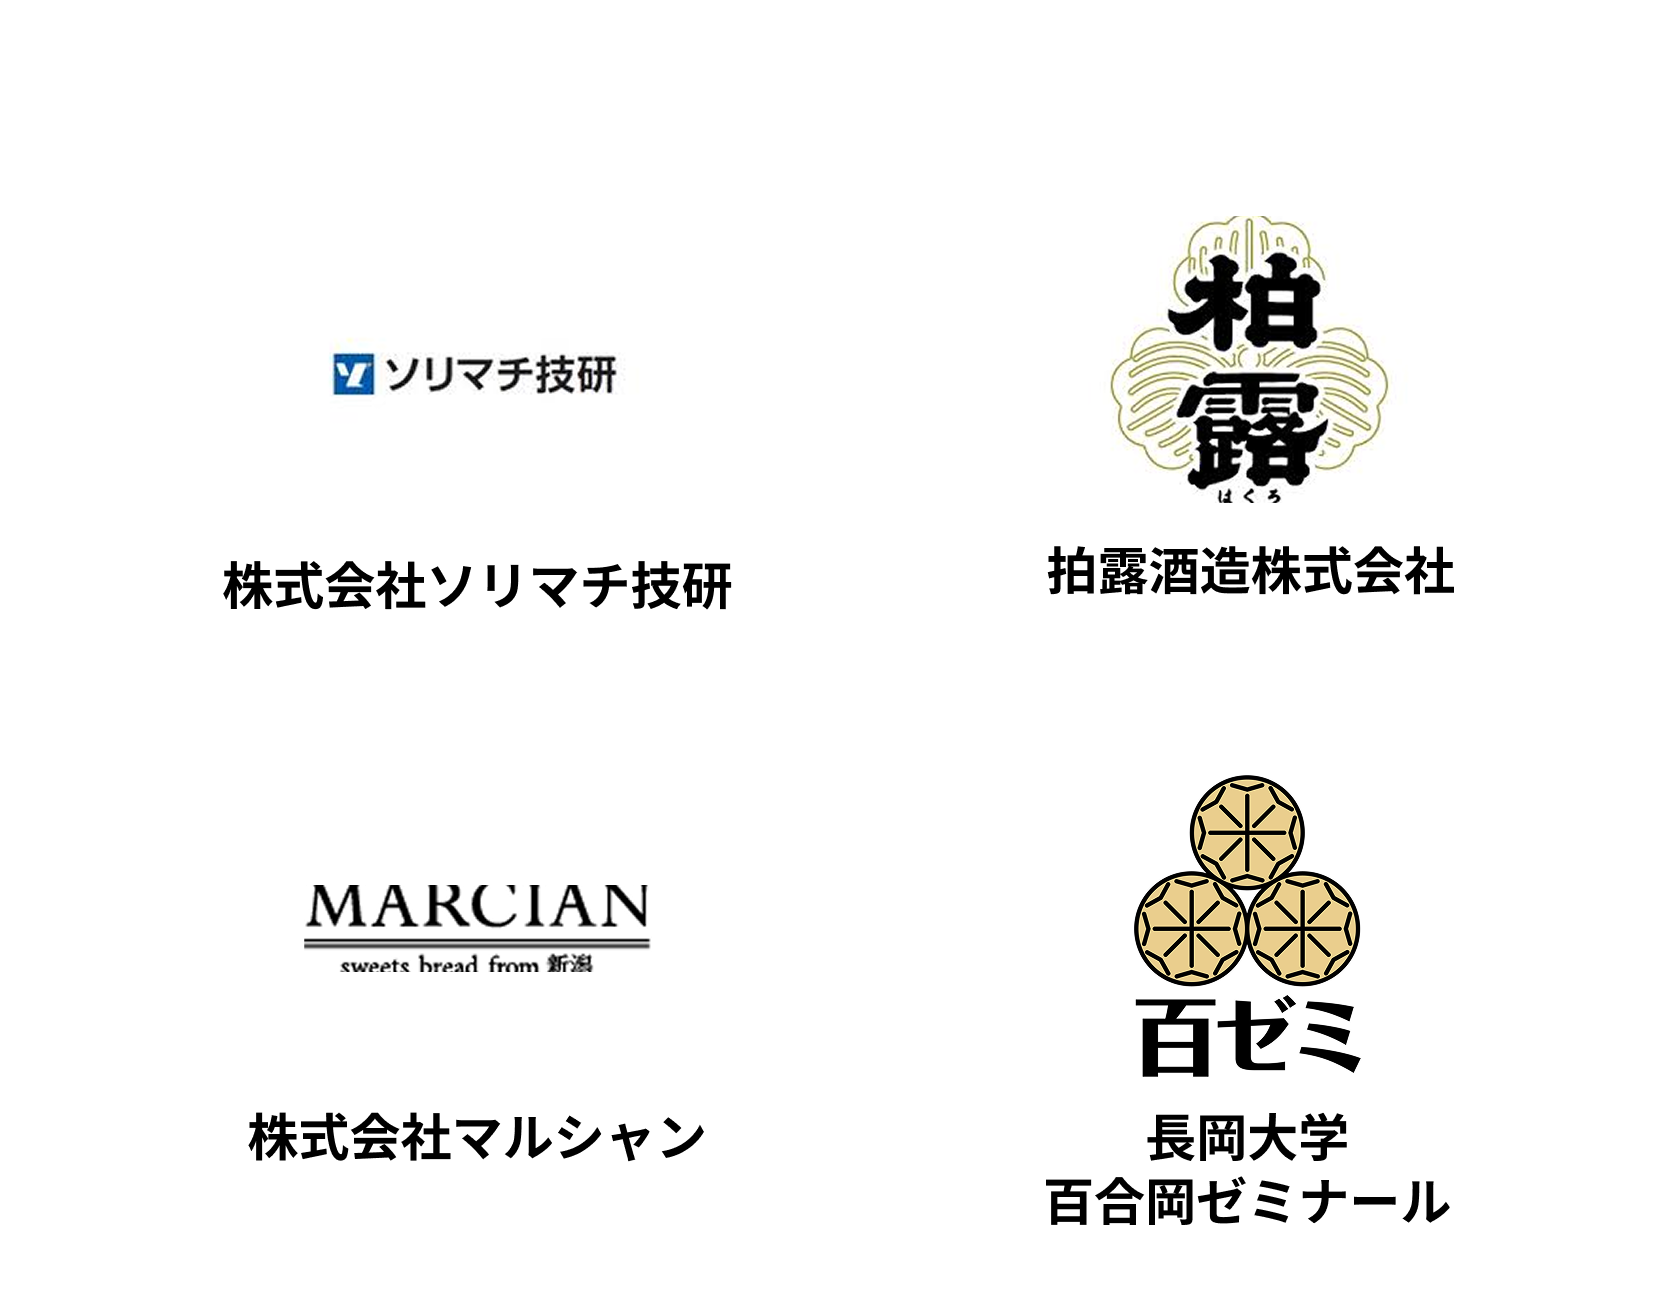 ソリマチ技研
株式会社ソリマチ技研
柏
露
はくろ
拍露酒造株式会社
MARCIAN
sweets bread from 新潟
株式会社マルシャン
百ゼミ
長岡大学
百合岡ゼミナール